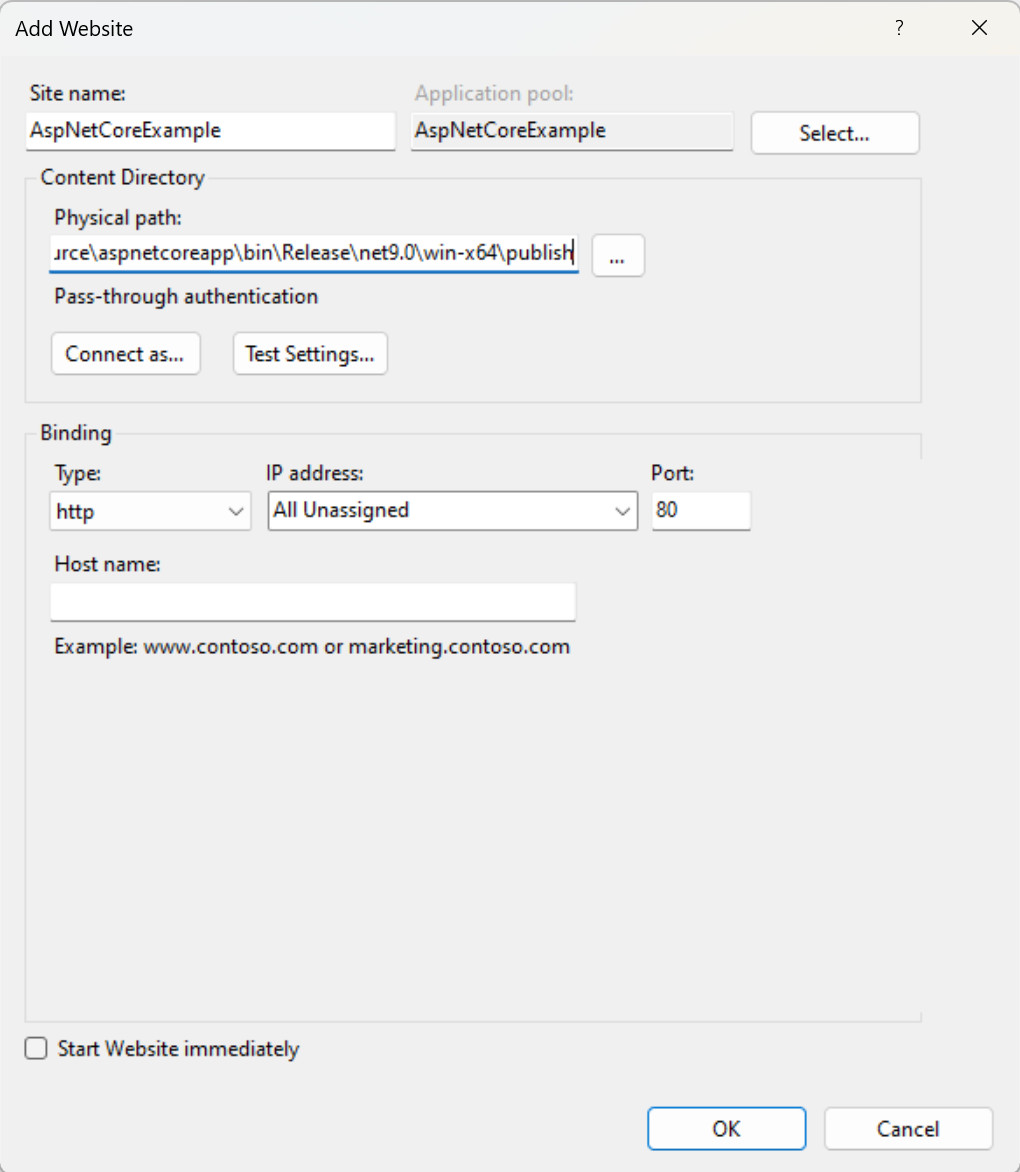 Add Website ?
Site name: Application pool:
AspNetCoreExample AspNetCoreExample Select...
Content Directory
Physical path:
\aspnetcoreapp\bin\Release\net9.0\win-x64\publish ...
Pass-through authentication
Connect as... Test Settings...
Binding
Type: IP address: Port:
http All Unassigned 80
Host name:
Example: www.contoso.com or marketing.contoso.com
Start Website immediately
OK Cancel